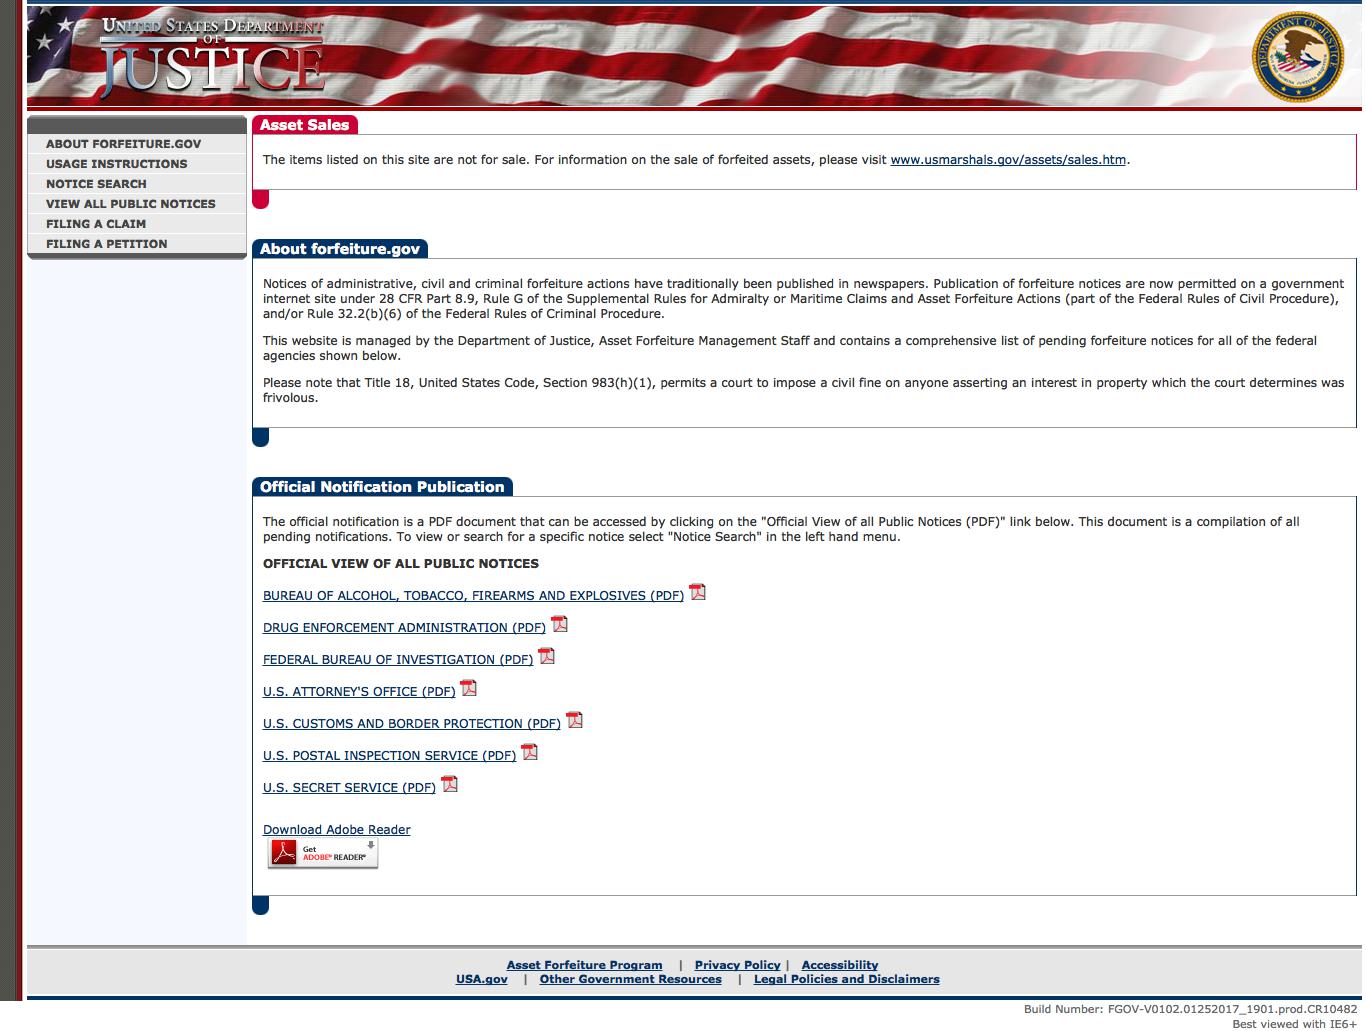 UNITED STATES DEPARTMENT
OF
JUSTICE
DEPARTMENT OF JUSTICE
ABOUT FORFEITURE.GOV
USAGE INSTRUCTIONS
NOTICE SEARCH
VIEW ALL PUBLIC NOTICES
FILING A CLAIM
FILING A PETITION
Asset Sales
The items listed on this site are not for sale. For information on the sale of forfeited assets, please visit www.usmarshals.gov/assets/sales.htm.
About forfeiture.gov
Notices of administrative, civil and criminal forfeiture actions have traditionally been published in newspapers. Publication of forfeiture notices are now permitted on a government
internet site under 28 CFR Part 8.9, Rule G of the Supplemental Rules for Admiralty or Maritime Claims and Asset Forfeiture Actions (part of the Federal Rules of Civil Procedure),
and/or Rule 32.2(b)(6) of the Federal Rules of Criminal Procedure.
This website is managed by the Department of Justice, Asset Forfeiture Management Staff and contains a comprehensive list of pending forfeiture notices for all of the federal
agencies shown below.
Please note that Title 18, United States Code, Section 983(h)(1), permits a court to impose a civil fine on anyone asserting an interest in property which the court determines was
frivolous.
Official Notification Publication
The official notification is a PDF document that can be accessed by clicking on the "Official View of all Public Notices (PDF)" link below. This document is a compilation of all
pending notifications. To view or search for a specific notice select "Notice Search" in the left hand menu.
OFFICIAL VIEW OF ALL PUBLIC NOTICES
BUREAU OF ALCOHOL, TOBACCO, FIREARMS AND EXPLOSIVES (PDF)
DRUG ENFORCEMENT ADMINISTRATION (PDF)
FEDERAL BUREAU OF INVESTIGATION (PDF)
U.S. ATTORNEY'S OFFICE (PDF)
U.S. CUSTOMS AND BORDER PROTECTION (PDF)
U.S. POSTAL INSPECTION SERVICE (PDF)
U.S. SECRET SERVICE (PDF)
Download Adobe Reader
Get
ADOBE® READER®
Asset Forfeiture Program | Privacy Policy | Accessibility
USA.gov | Other Government Resources | Legal Policies and Disclaimers
Build Number: FGOV-V0102.01252017_1901.prod.CR10482
Best viewed with IE6+